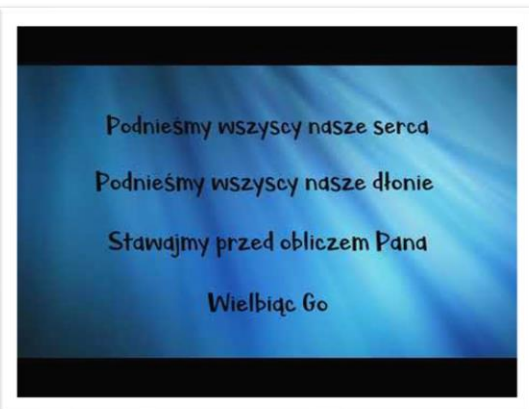 Podnieśmy wszyscy nasze serca
Podnieśmy wszyscy nasze dłonie
Stawajmy przed obliczem Pana
Wielbiąc Go